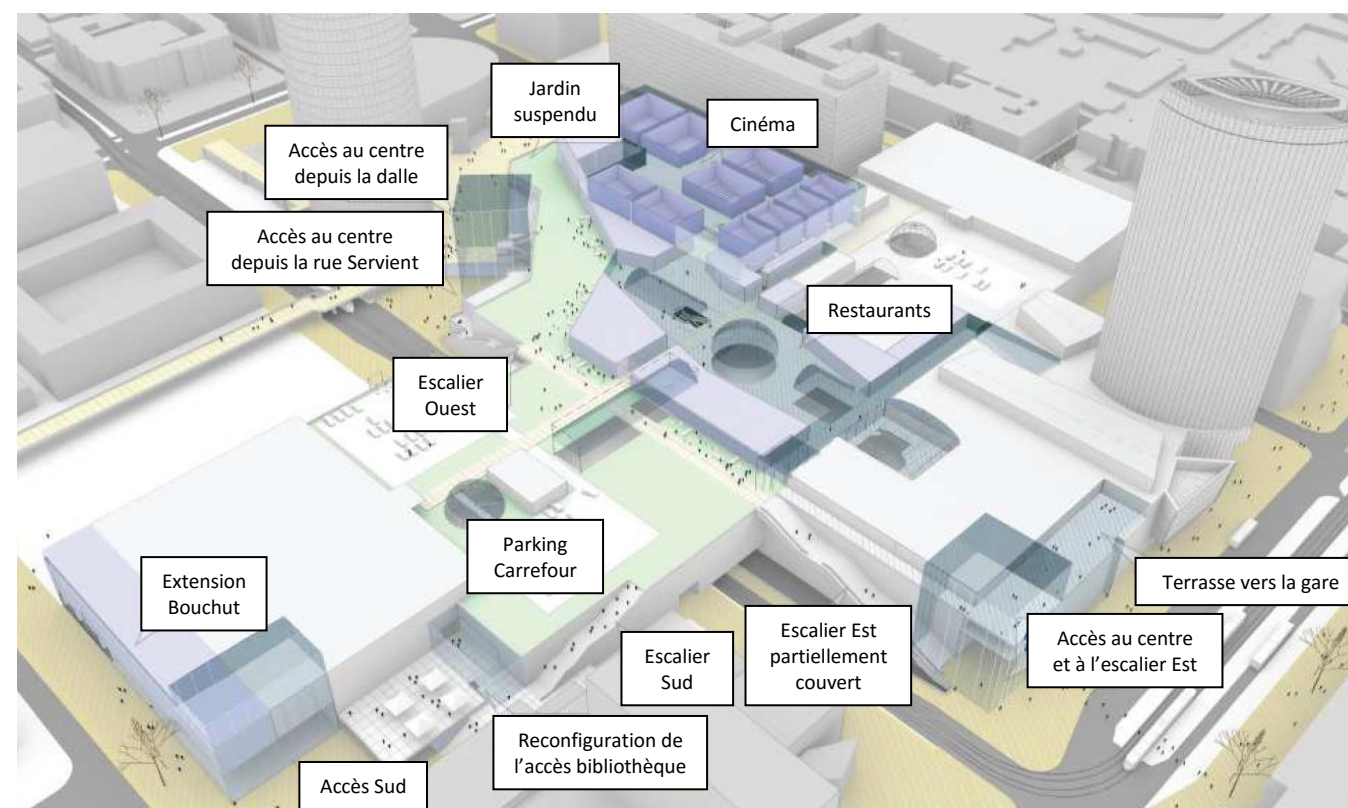 Jardin
suspendu
Cinéma
Accès au centre
depuis la dalle
Accès au centre
depuis la rue Servient
Restaurants
Escalier
Ouest
Parking
Carrefour
Extension
Bouchut
Terrasse vers la gare
Escalier
Sud
Escalier Est
partiellement
couvert
Accès au centre
et à l’escalier Est
Reconfiguration de
l’accès bibliothèque
Accès Sud